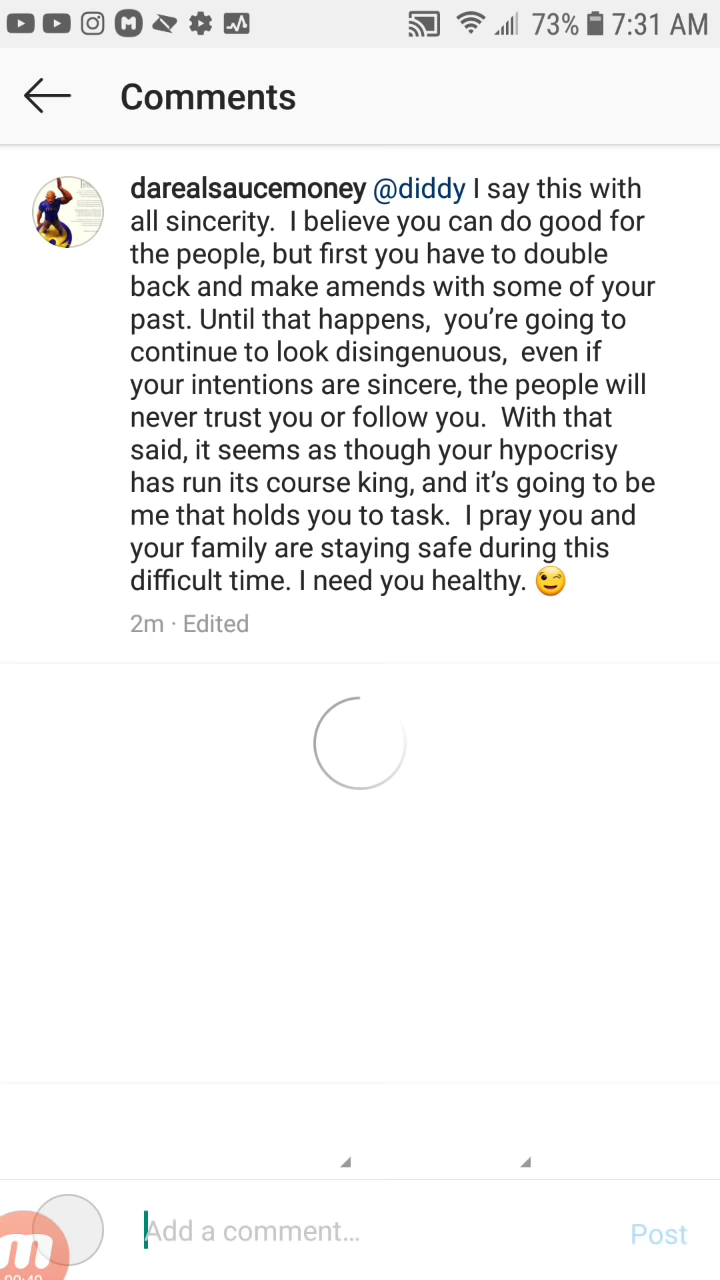 73% 7:31 AM
Comments
darealsaucemoney @diddy I say this with
all sincerity.  I believe you can do good for
the people, but first you have to double
back and make amends with some of your
past. Until that happens,  you’re going to
continue to look disingenuous,  even if
your intentions are sincere, the people will
never trust you or follow you.  With that
said, it seems as though your hypocrisy
has run its course king, and it’s going to be
me that holds you to task.  I pray you and
your family are staying safe during this
difficult time. I need you healthy. 😉
2m · Edited
Add a comment...
Post